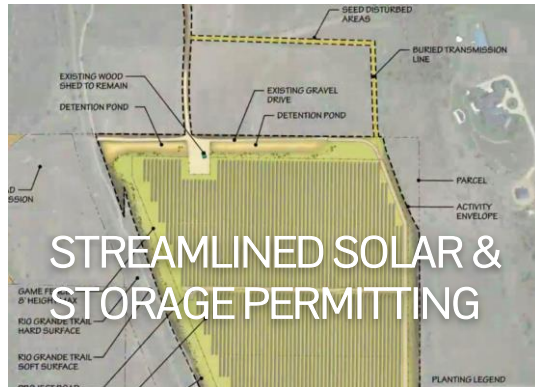 SEED DISTURBED
AREAS
BURIED TRANSMISSION
LINE
EXISTING WOOD
SHED TO REMAIN
EXISTING GRAVEL
DRIVE
DETENTION POND
DETENTION POND
PARCEL
ACTIVITY
ENVELOPE
STREAMLINED SOLAR &
STORAGE PERMITTING
GAME
RIO GRANDE TRAIL
HARD SURFACE
RIO GRANDE TRAIL
SOFT SURFACE
PLANTING LEGEND